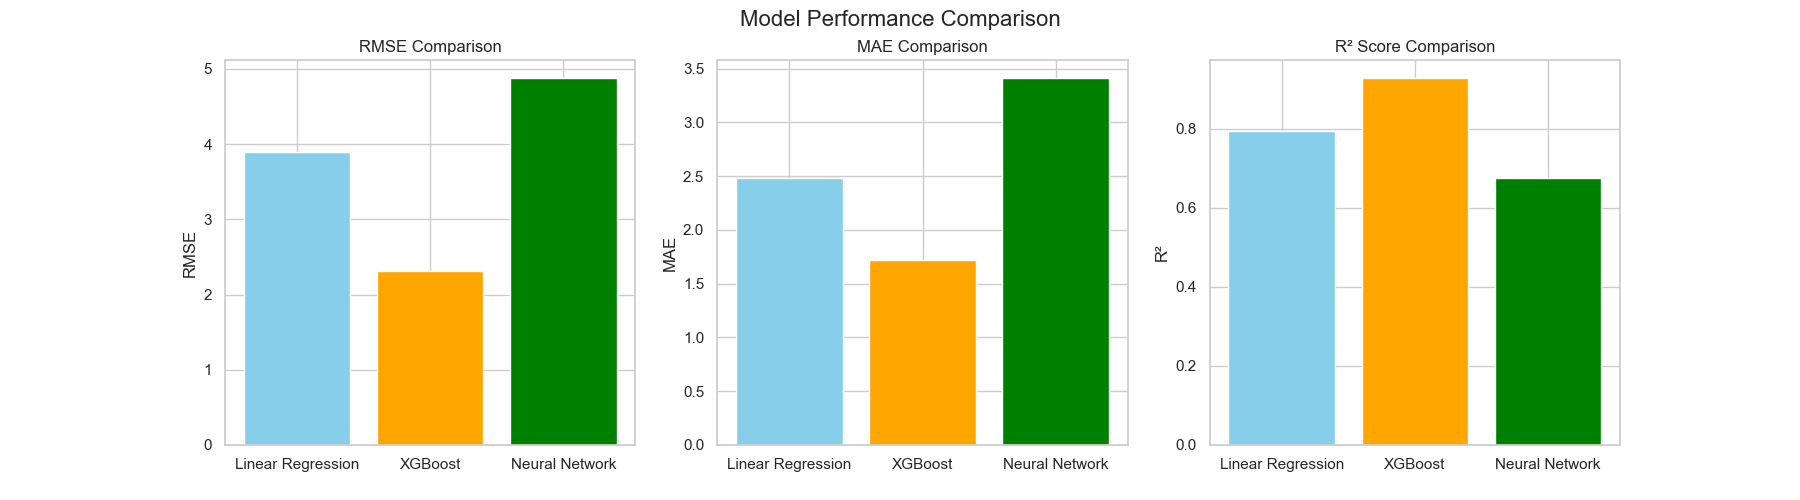 Model Performance Comparison
RMSE Comparison
RMSE
5
4
3
2
1
0
Linear Regression XGBoost Neural Network
MAE Comparison
MAE
3.5
3.0
2.5
2.0
1.5
1.0
0.5
0.0
Linear Regression XGBoost Neural Network
R² Score Comparison
R²
0.8
0.6
0.4
0.2
0.0
Linear Regression XGBoost Neural Network